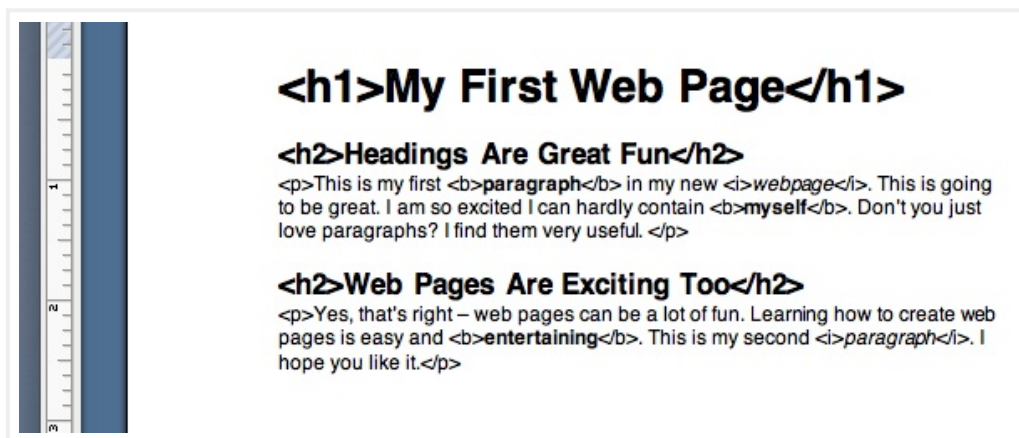 <h1>My First Web Page</h1>
<h2>Headings Are Great Fun</h2>
<p>This is my first <b>paragraph</b> in my new <i>webpage</i>. This is going
to be great. I am so excited I can hardly contain <b>myself</b>. Don't you just
love paragraphs? I find them very useful. </p>
<h2>Web Pages Are Exciting Too</h2>
<p>Yes, that's right – web pages can be a lot of fun. Learning how to create web
pages is easy and <b>entertaining</b>. This is my second <i>paragraph</i>. I
hope you like it.</p>
1
2
3